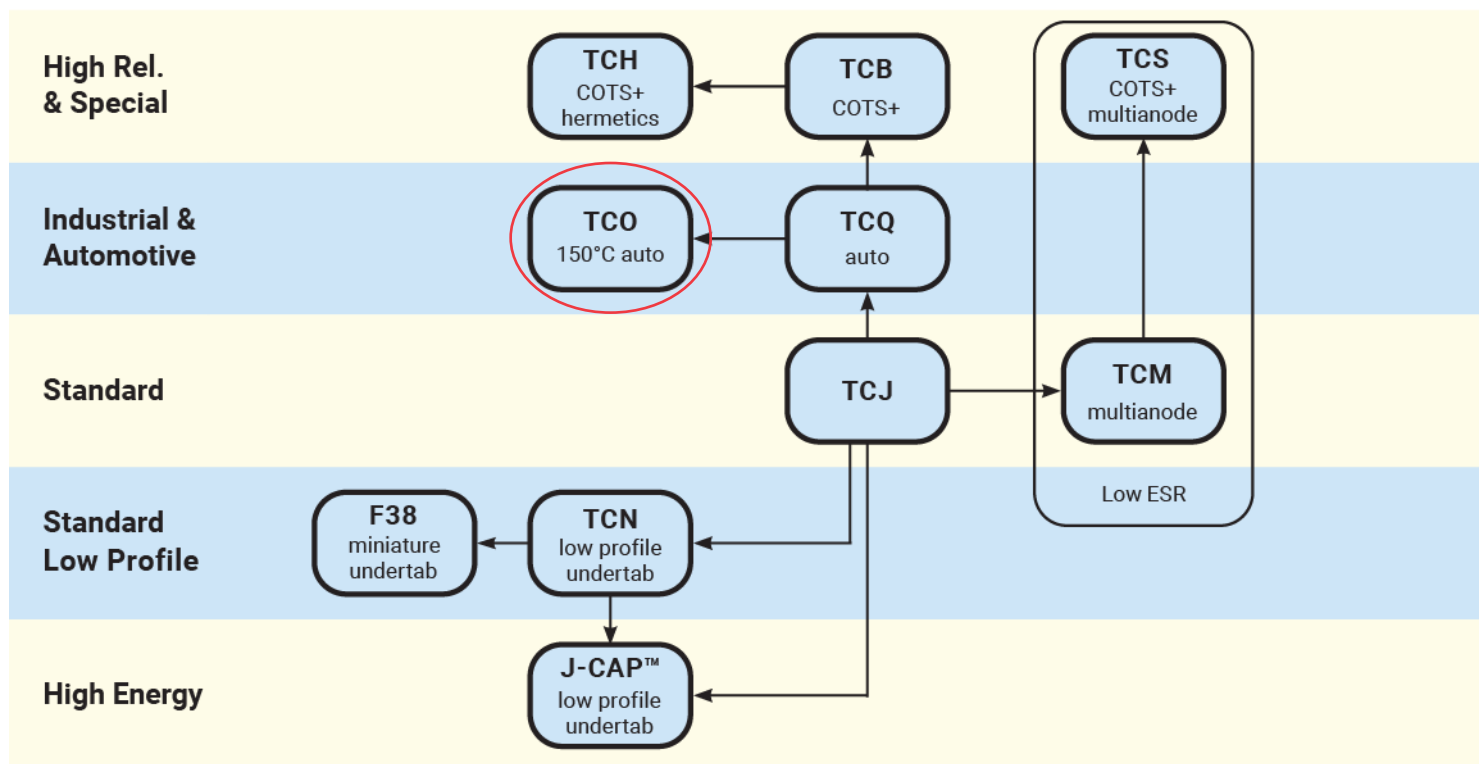 High Rel.
& Special
TCH
COTS+
hermetics
TCB
COTS+
TCS
COTS+
multianode
Industrial &
Automotive
TCO
150°C auto
TCQ
auto
Standard
TCJ
TCM
multianode
Low ESR
Standard
Low Profile
F38
miniature
undertab
TCN
low profile
undertab
High Energy
J-CAP™
low profile
undertab